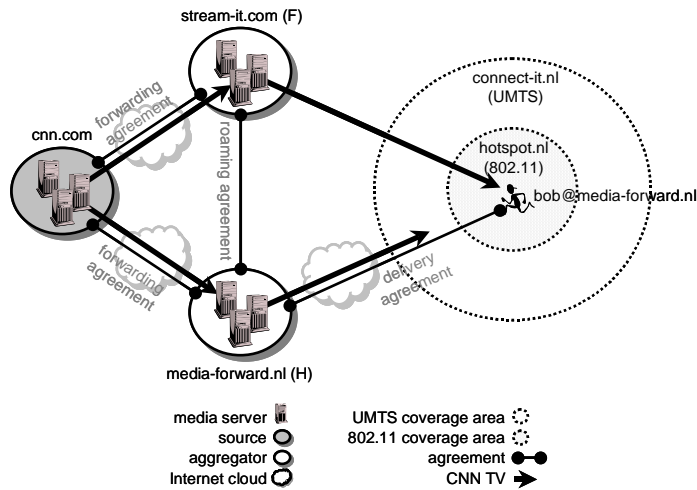 stream-it.com (F)
connect-it.nl
(UMTS)
forwarding
agreement
cnn.com
roaming agreement
hotspot.nl
(802.11)
bob@media-forward.nl
forwarding
agreement
delivery
agreement
media-forward.nl (H)
media server
source
aggregator
Internet cloud
UMTS coverage area
802.11 coverage area
agreement
CNN TV